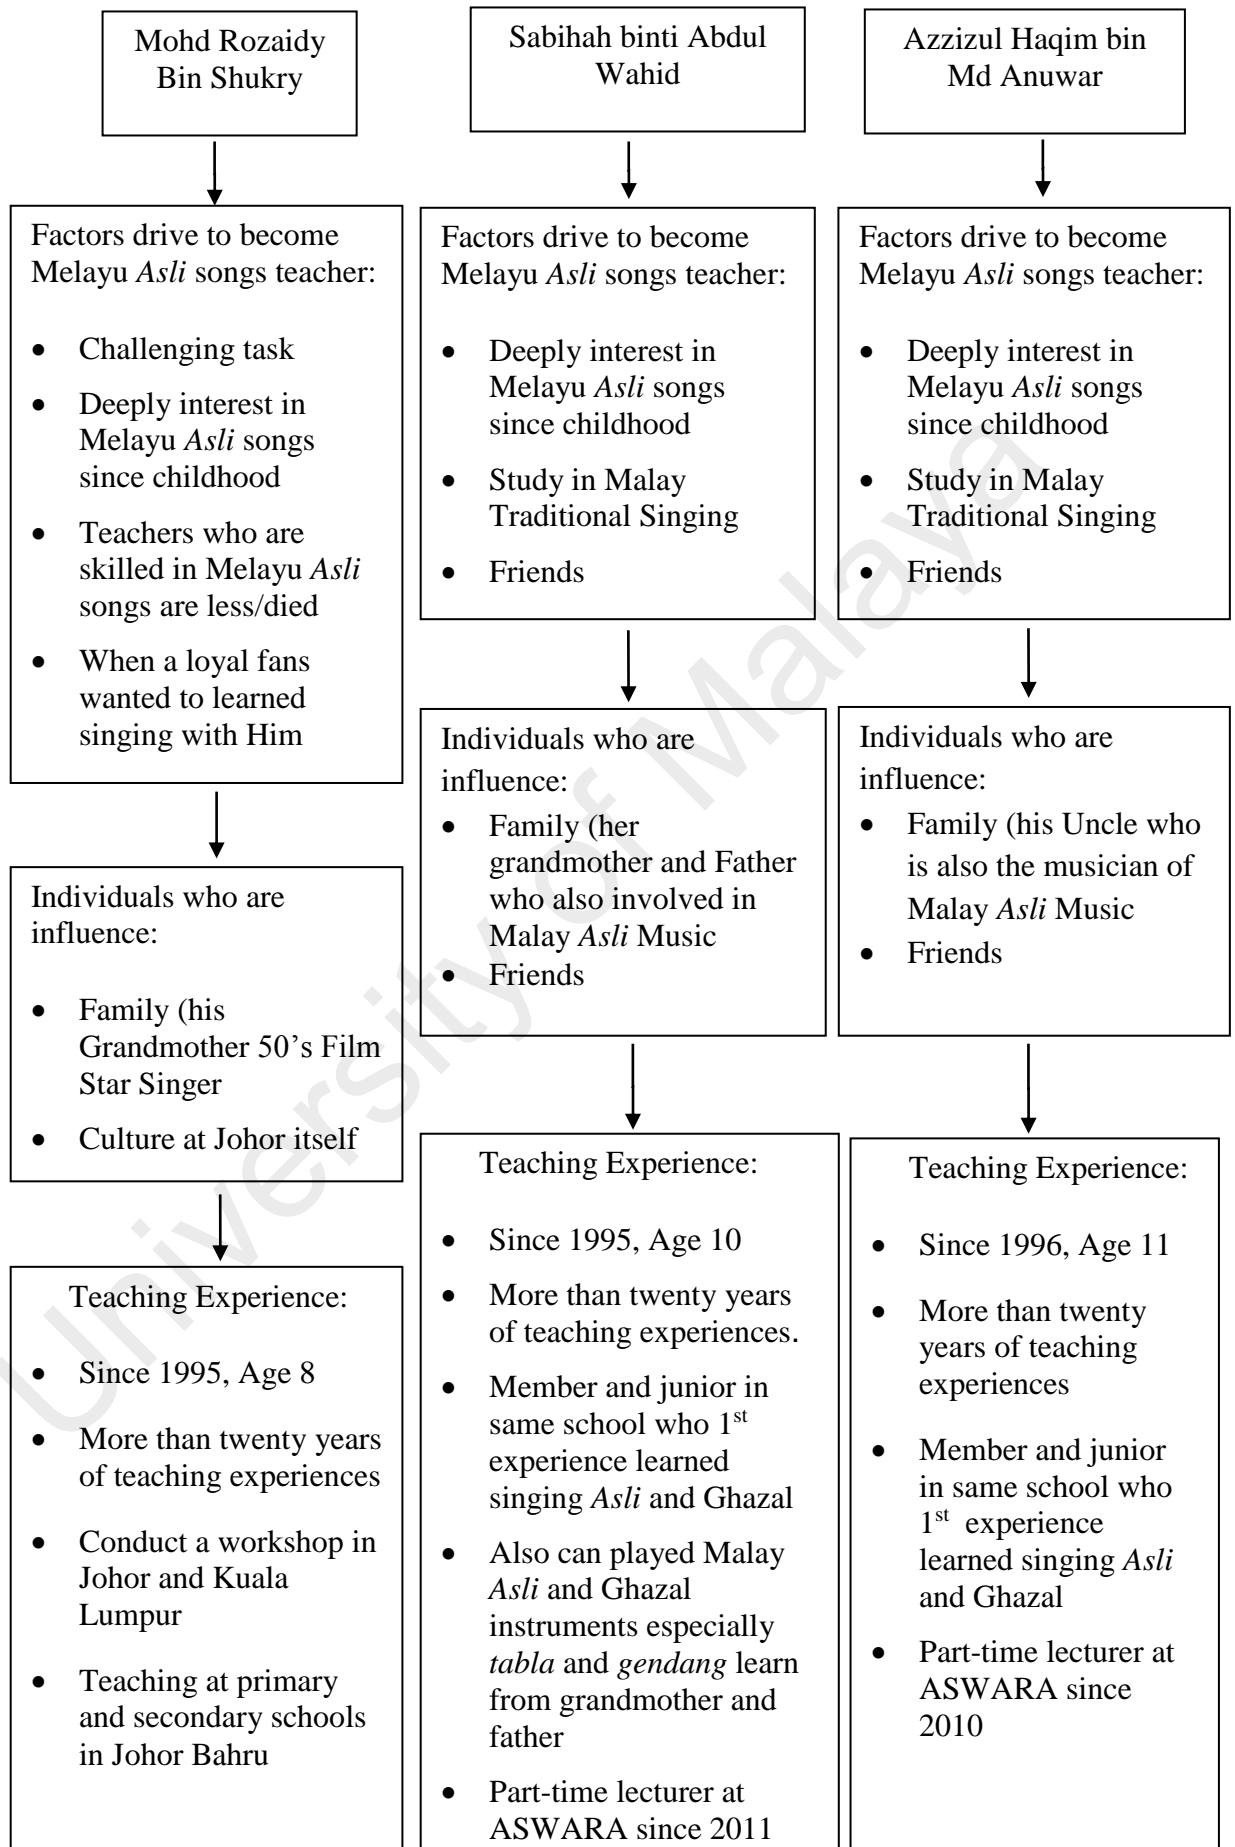 Mohd Rozaidy
Bin Shukry
Factors drive to become
Melayu Asli songs teacher:
• Challenging task
• Deeply interest in
Melayu Asli songs
since childhood
• Teachers who are
skilled in Melayu Asli
songs are less/died
• When a loyal fans
wanted to learned
singing with Him
Individuals who are
influence:
• Family (his
Grandmother 50’s Film
Star Singer
• Culture at Johor itself
Teaching Experience:
• Since 1995, Age 8
• More than twenty years
of teaching experiences
• Conduct a workshop in
Johor and Kuala
Lumpur
• Teaching at primary
and secondary schools
in Johor Bahru
Sabihah binti Abdul
Wahid
Factors drive to become
Melayu Asli songs teacher:
• Deeply interest in
Melayu Asli songs
since childhood
• Study in Malay
Traditional Singing
• Friends
Individuals who are
influence:
• Family (her
grandmother and Father
who also involved in
Malay Asli Music
• Friends
Teaching Experience:
• Since 1995, Age 10
• More than twenty years
of teaching experiences.
• Member and junior in
same school who 1st
experience learned
singing Asli and Ghazal
• Also can played Malay
Asli and Ghazal
instruments especially
tabla and gendang learn
from grandmother and
father
• Part-time lecturer at
ASWARA since 2011
Azzizul Haqim bin
Md Anuwar
Factors drive to become
Melayu Asli songs teacher:
• Deeply interest in
Melayu Asli songs
since childhood
• Study in Malay
Traditional Singing
• Friends
Individuals who are
influence:
• Family (his Uncle who
is also the musician of
Malay Asli Music
• Friends
Teaching Experience:
• Since 1996, Age 11
• More than twenty
years of teaching
experiences
• Member and junior
in same school who
1st experience
learned singing Asli
and Ghazal
• Part-time lecturer at
ASWARA since
2010
University of Malaya